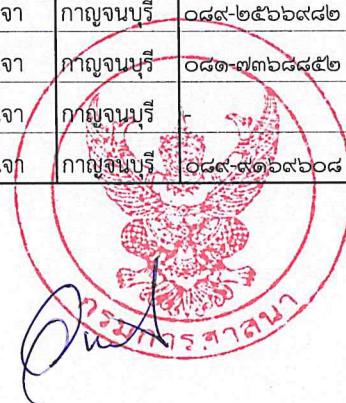 จา กาญจนบุรี ๐๘๙-๒๕๖๖๙๘๒
จา กาญจนบุรี ๐๘๑-๗๓๖๘๘๕๒
จา กาญจนบุรี -
จา กาญจนบุรี ๐๘๙-๙๑๖๙๖๐๘
กรมการศาสนา